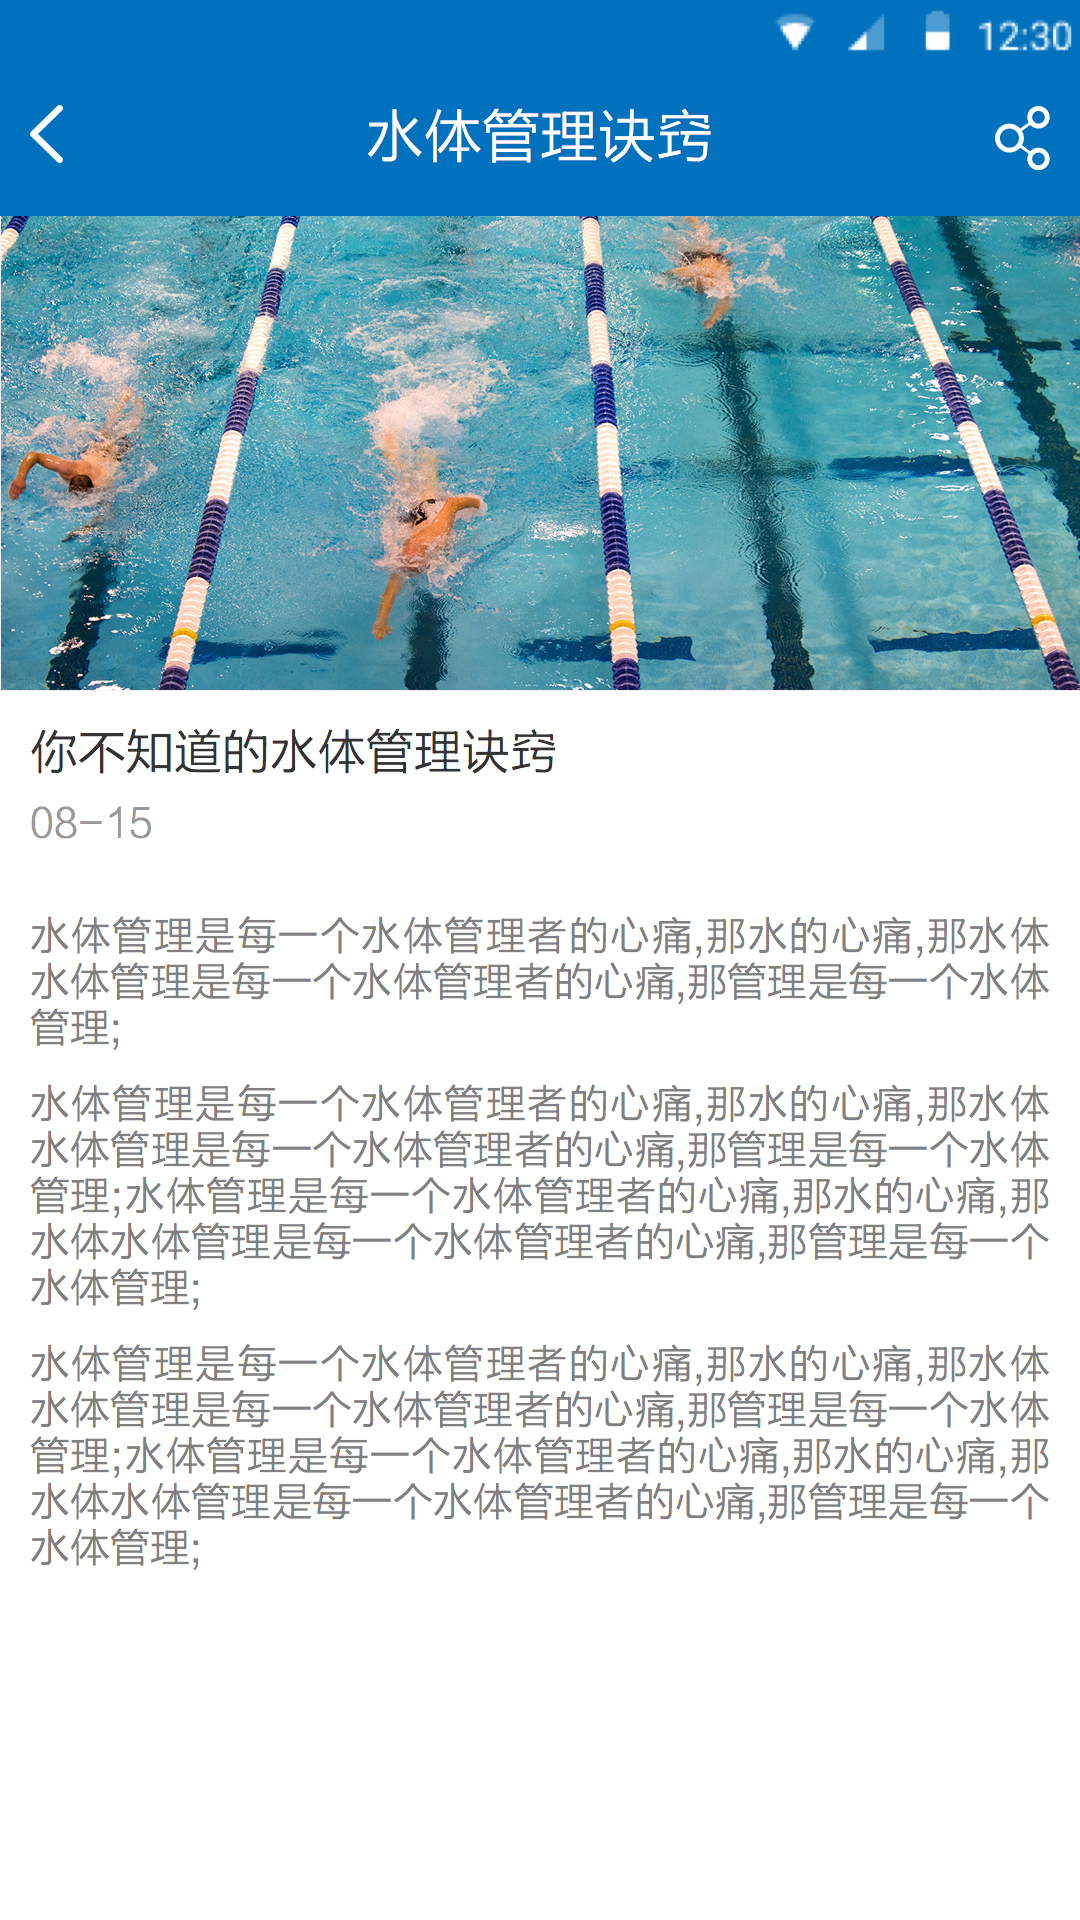 12:30
水体管理诀窍
你不知道的水体管理诀窍
08-15
水体管理是每一个水体管理者的心痛,那水的心痛,那水体
水体管理是每一个水体管理者的心痛,那管理是每一个水体
管理;
水体管理是每一个水体管理者的心痛,那水的心痛,那水体
水体管理是每一个水体管理者的心痛,那管理是每一个水体
管理;水体管理是每一个水体管理者的心痛,那水的心痛,那
水体水体管理是每一个水体管理者的心痛,那管理是每一个
水体管理;
水体管理是每一个水体管理者的心痛,那水的心痛,那水体
水体管理是每一个水体管理者的心痛,那管理是每一个水体
管理;水体管理是每一个水体管理者的心痛,那水的心痛,那
水体水体管理是每一个水体管理者的心痛,那管理是每一个
水体管理;